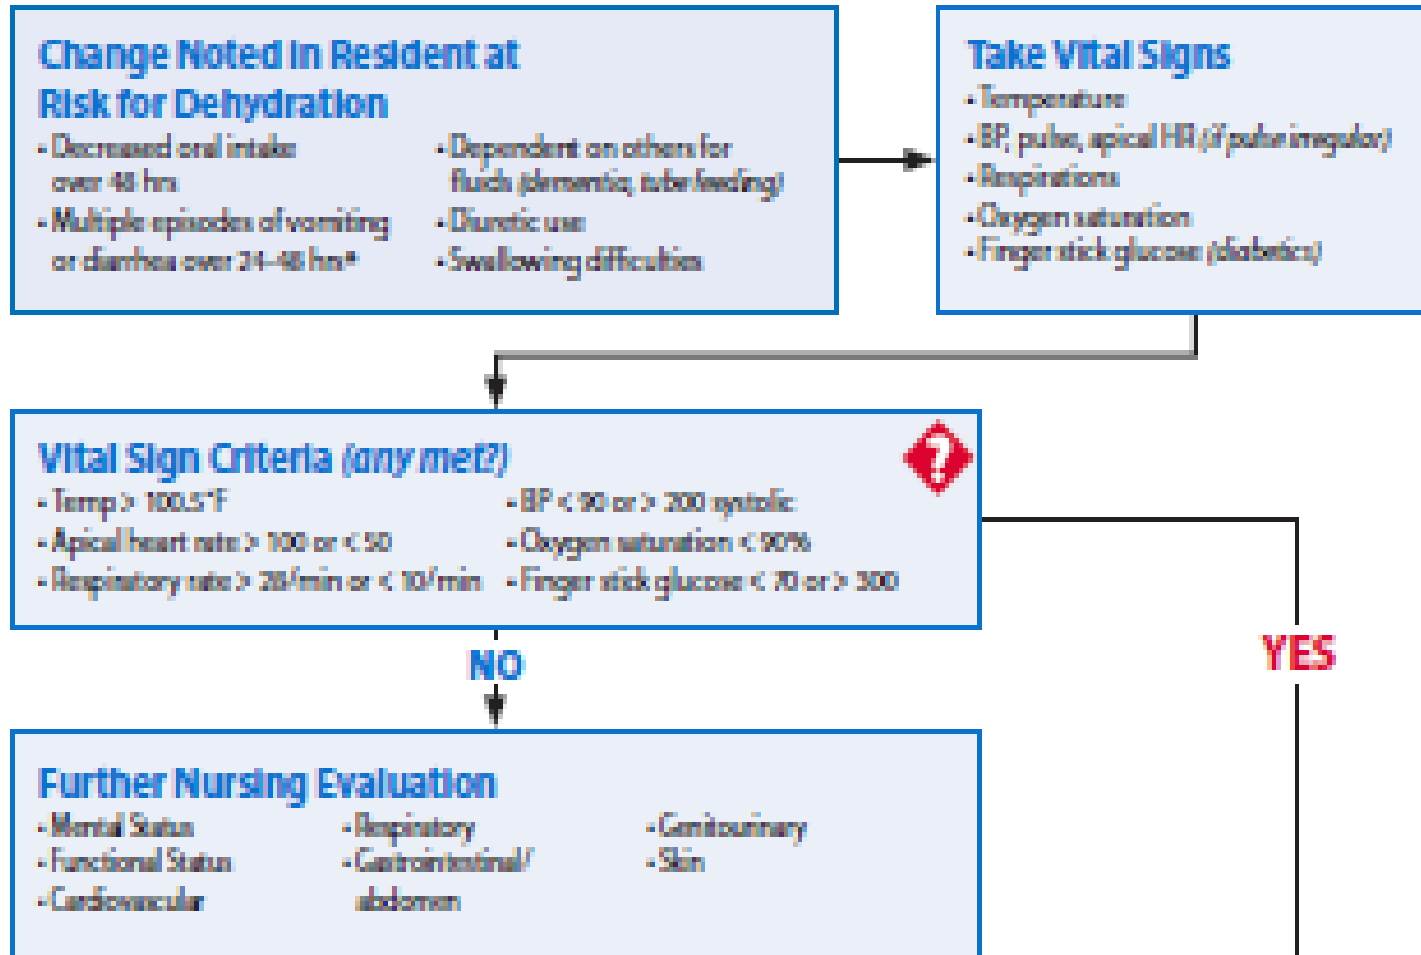 Change Noted in Resident at
Risk for Dehydration
• Decreased oral intake
over 48 hrs
• Multiple episodes of vomiting
or diarrhea over 24–48 hrs*
• Dependent on others for
fluids (dementia, tube feeding)
• Diuretic use
• Swallowing difficulties
Take Vital Signs
• Temperature
• BP, pulse, apical HR (if pulse irregular)
• Respirations
• Oxygen saturation
• Finger stick glucose (diabetics)
Vital Sign Criteria (any met?)
• Temp > 100.5°F
• Apical heart rate > 100 or < 50
• Respiratory rate > 28/min or < 10/min
• BP < 90 or > 200 systolic
• Oxygen saturation < 90%
• Finger stick glucose < 70 or > 300
?
NO
YES
Further Nursing Evaluation
• Mental Status
• Functional Status
• Cardiovascular
• Respiratory
• Gastrointestinal/
abdomen
• Genitourinary
• Skin